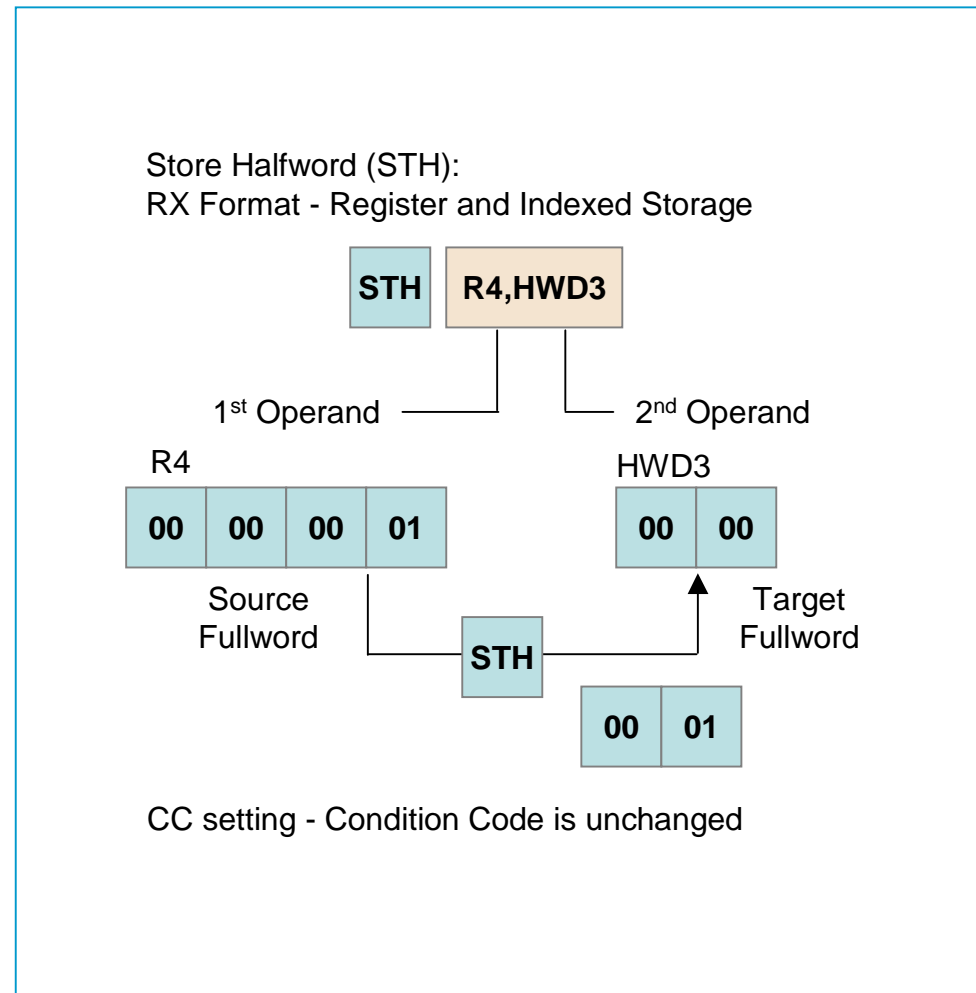 Store Halfword (STH):
RX Format - Register and Indexed Storage
STH R4,HWD3
1st Operand 2nd Operand
R4 HWD3
00 00 00 01 00 00
Source Target
Fullword Fullword
STH
00 01
CC setting - Condition Code is unchanged